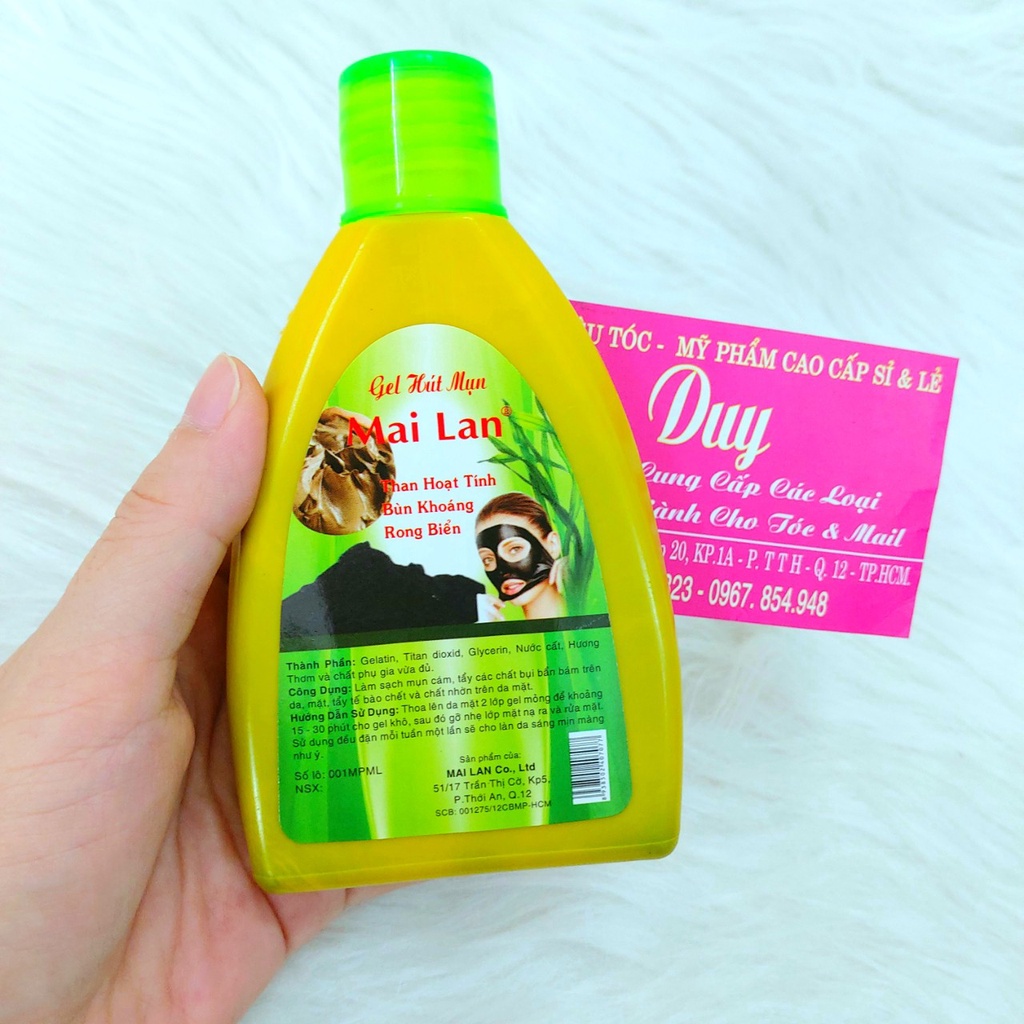 Gel Hút Mụn
Mai Lan®
Than Hoạt Tính
Bùn Khoáng
Rong Biển
Thành Phần: Gelatin, Titan dioxid, Glycerin, Nước cất, Hương
Thơm và chất phụ gia vừa đủ.
Công Dụng: Làm sạch mụn cám, tẩy các chất bụi bẩn bám trên
da, mặt, tẩy tế bào chết và chất nhờn trên da mặt.
Hướng Dẫn Sử Dụng: Thoa lên da mặt 2 lớp gel mỏng để khoảng
15 - 30 phút cho gel khô, sau đó gỡ nhẹ lớp mặt nạ ra và rửa mặt.
Sử dụng đều đặn mỗi tuần một lần sẽ cho làn da sáng mịn màng
như ý.
Số lô: 001MPML
NSX:
Sản phẩm của:
MAI LAN Co., Ltd
51/17 Trần Thị Cờ, Kp5,
P.Thới An, Q.12
SCB: 001275/12CBMP-HCM
TÓC - MỸ PHẨM CAO CẤP SỈ & LẺ
Duy
Cung Cấp Các Loại
Dành Cho Tóc & Mail
20, KP.1A - P. T T H - Q. 12 - TP.HCM.
823 - 0967. 854.948